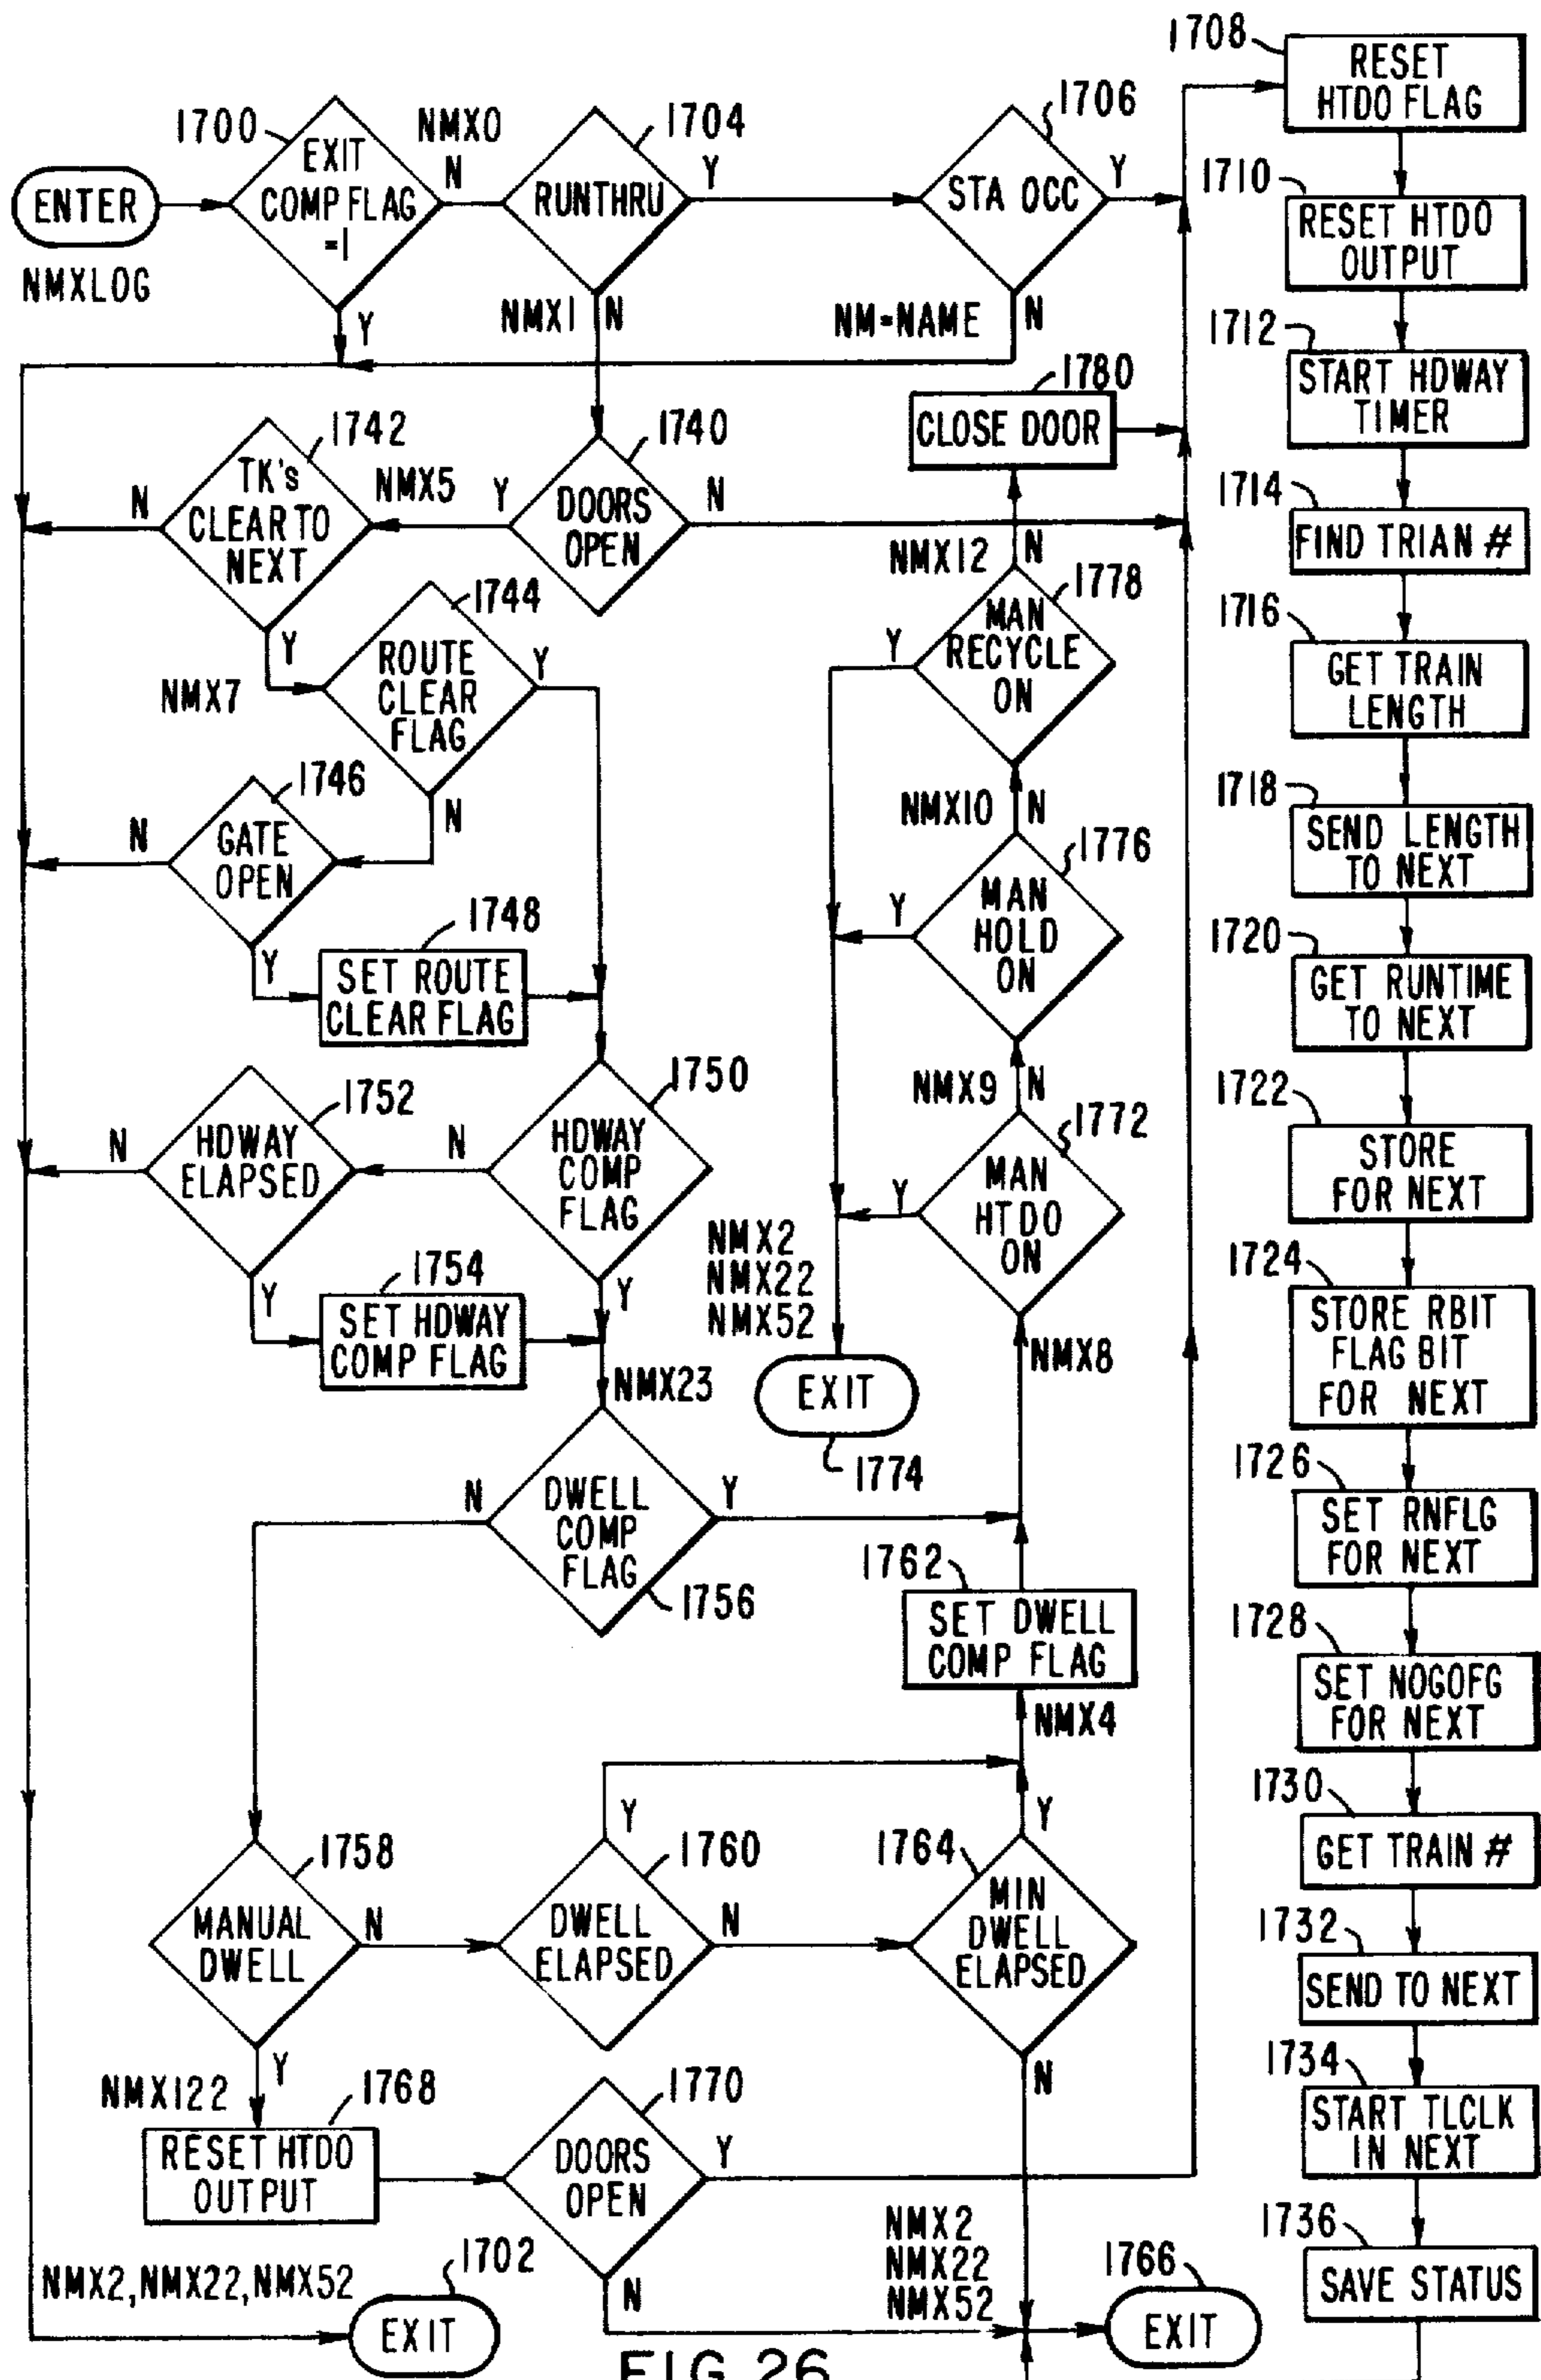 1700
EXIT
COMP FLAG
=1
NMX0
N
1704
RUNTHRU
Y
1706
STA OCC
Y
1708
RESET
HTDO FLAG
ENTER
NMXLOG
1710
RESET HTDO
OUTPUT
Y
NMX1
N
NM=NAME
N
1712
START HDWAY
TIMER
1780
CLOSE DOOR
1742
TK's
CLEAR TO
NEXT
N
NMX5
Y
1740
DOORS
OPEN
N
1714
FIND TRIAN #
NMX12
N
1744
ROUTE
CLEAR
FLAG
Y
NMX7
Y
N
1778
MAN
RECYCLE
ON
Y
1716
GET TRAIN
LENGTH
1746
GATE
OPEN
N
Y
NMX10
N
1718
SEND LENGTH
TO NEXT
1776
MAN
HOLD
ON
Y
1748
SET ROUTE
CLEAR FLAG
1720
GET RUNTIME
TO NEXT
1752
HDWAY
ELAPSED
N
Y
N
1750
HDWAY
COMP
FLAG
Y
NMX9
N
1772
MAN
HTDO
ON
Y
1722
STORE
FOR NEXT
NMX2
NMX22
NMX52
1754
SET HDWAY
COMP FLAG
1724
STORE RBIT
FLAG BIT
FOR NEXT
NMX23
EXIT
1774
NMX8
N
DWELL
COMP
FLAG
Y
1756
1726
SET RNFLG
FOR NEXT
1762
SET DWELL
COMP FLAG
1728
SET NOGOFG
FOR NEXT
NMX4
1758
MANUAL
DWELL
N
Y
Y
1760
DWELL
ELAPSED
N
Y
1764
MIN
DWELL
ELAPSED
N
1730
GET TRAIN #
1732
SEND TO NEXT
NMX122
1768
RESET HTDO
OUTPUT
1770
DOORS
OPEN
Y
N
1734
START TLCLK
IN NEXT
NMX2, NMX22, NMX52
1702
EXIT
NMX2
NMX22
NMX52
1766
EXIT
1736
SAVE STATUS
FIG. 26